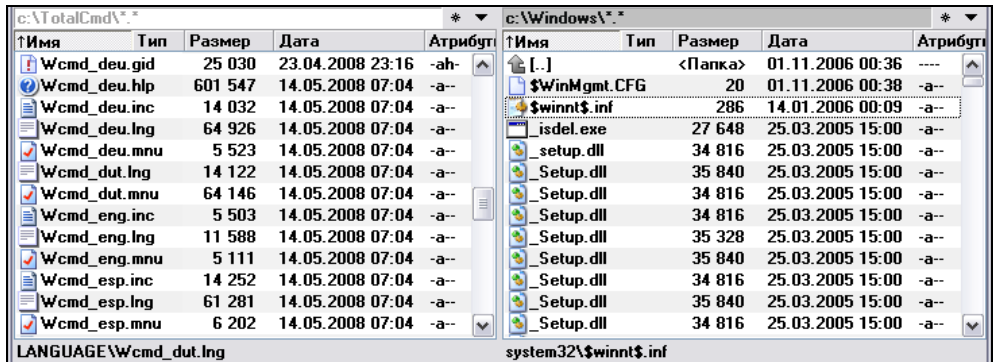 c:\TotalCmd\*.* * ▼
↑Имя Тип Размер Дата Атрибуты
Wcmd_deu.gid 25 030 23.04.2008 23:16 -ah-
Wcmd_deu.hlp 601 547 14.05.2008 07:04 -a--
Wcmd_deu.inc 14 032 14.05.2008 07:04 -a--
Wcmd_deu.lng 64 926 14.05.2008 07:04 -a--
Wcmd_deu.mnu 5 523 14.05.2008 07:04 -a--
Wcmd_dut.lng 14 122 14.05.2008 07:04 -a--
Wcmd_dut.mnu 64 146 14.05.2008 07:04 -a--
Wcmd_eng.inc 5 503 14.05.2008 07:04 -a--
Wcmd_eng.lng 11 588 14.05.2008 07:04 -a--
Wcmd_eng.mnu 5 111 14.05.2008 07:04 -a--
Wcmd_esp.inc 14 252 14.05.2008 07:04 -a--
Wcmd_esp.lng 61 281 14.05.2008 07:04 -a--
Wcmd_esp.mnu 6 202 14.05.2008 07:04 -a--
LANGUAGE\Wcmd_dut.lng
c:\Windows\*.* * ▼
↑Имя Тип Размер Дата Атрибуты
[..] <Папка> 01.11.2006 00:36 ----
$WinMgmt.CFG 20 01.11.2006 00:38 -a--
$winnt$.inf 286 14.01.2006 00:09 -a--
_isdel.exe 27 648 25.03.2005 15:00 -a--
_setup.dll 34 816 25.03.2005 15:00 -a--
_Setup.dll 35 840 25.03.2005 15:00 -a--
_Setup.dll 34 816 25.03.2005 15:00 -a--
_Setup.dll 34 816 25.03.2005 15:00 -a--
_Setup.dll 35 328 25.03.2005 15:00 -a--
_Setup.dll 35 840 25.03.2005 15:00 -a--
_Setup.dll 34 816 25.03.2005 15:00 -a--
_Setup.dll 35 840 25.03.2005 15:00 -a--
_Setup.dll 34 816 25.03.2005 15:00 -a--
system32\$winnt$.inf